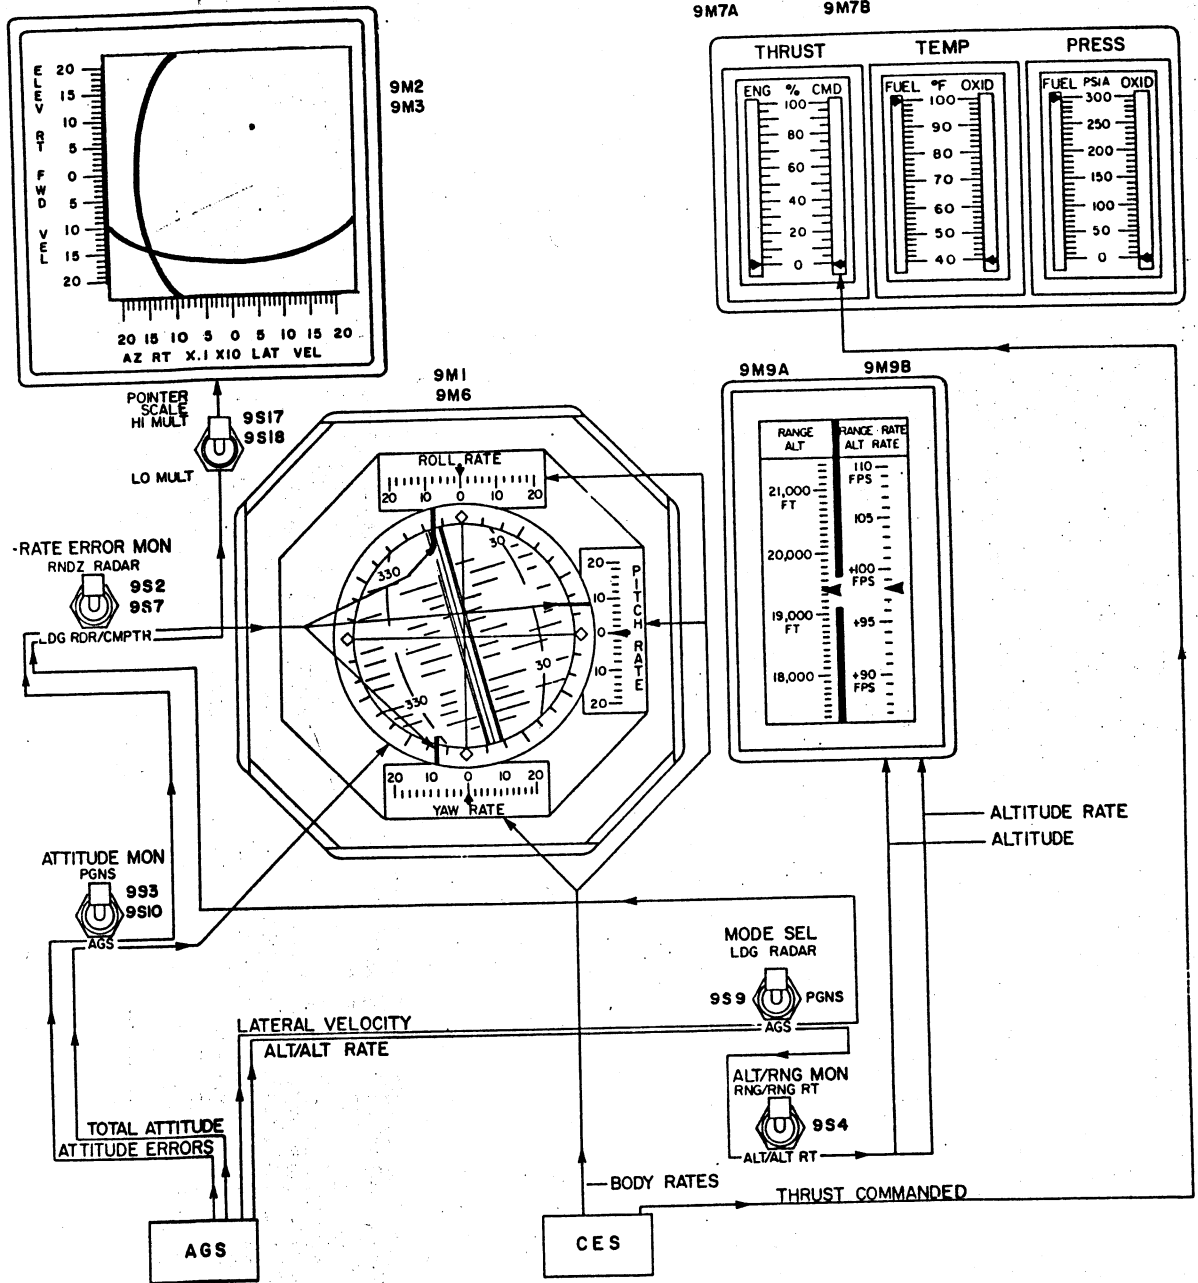 9M7A 9M7B
THRUST TEMP PRESS
ENG % CMD
100
80
60
40
20
0
FUEL °F OXID
100
90
80
70
60
50
40
FUEL PSIA OXID
300
250
200
150
100
50
0
ELEV RT FWD VEL
20
15
10
5
0
5
10
15
20
20 15 10 5 0 5 10 15 20
AZ RT X.1 X10 LAT VEL
9M2
9M3
POINTER
SCALE
HI MULT
9S17
9S18
LO MULT
9M1
9M6
ROLL RATE
20 10 0 10 20
330
30
30
330
20
10
0
10
20
PITCH RATE
20 10 0 10 20
YAW RATE
9M9A 9M9B
RANGE
ALT
RANGE RATE
ALT RATE
21,000
FT
20,000
19,000
FT
18,000
110
FPS
105
+100
FPS
+95
+90
FPS
RATE ERROR MON
RNDZ RADAR
9S2
9S7
LDG RDR/CMPTH
ALTITUDE RATE
ALTITUDE
ATTITUDE MON
PGNS
9S3
9S10
AGS
MODE SEL
LDG RADAR
9S9
PGNS
AGS
LATERAL VELOCITY
ALT/ALT RATE
ALT/RNG MON
RNG/RNG RT
9S4
ALT/ALT RT
TOTAL ATTITUDE
ATTITUDE ERRORS
BODY RATES
THRUST COMMANDED
AGS
CES